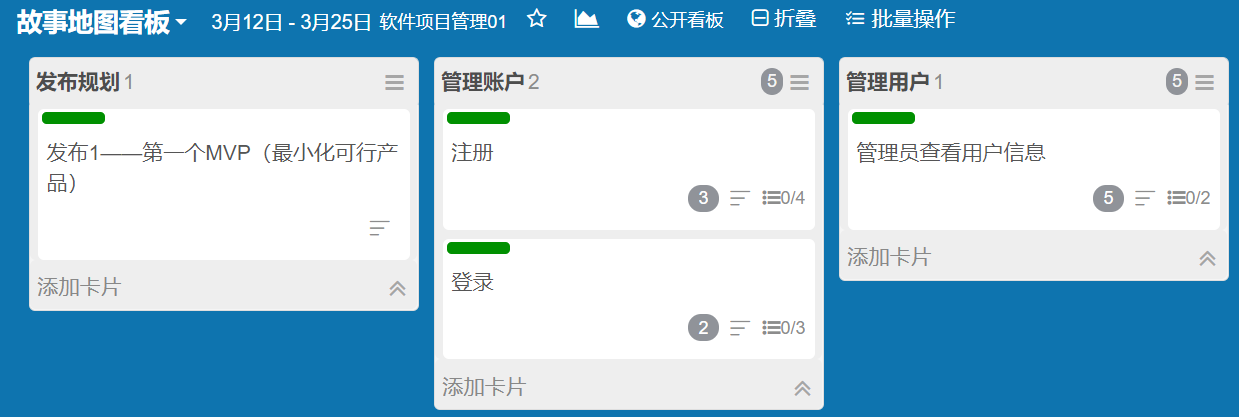 故事地图看板 3月12日 - 3月25日 软件项目管理01 公开看板 折叠 批量操作
发布规划 1
发布1——第一个MVP（最小化可行产
品）
添加卡片
管理账户 2 5
注册
3 0/4
登录
2 0/3
添加卡片
管理用户 1 5
管理员查看用户信息
5 0/2
添加卡片